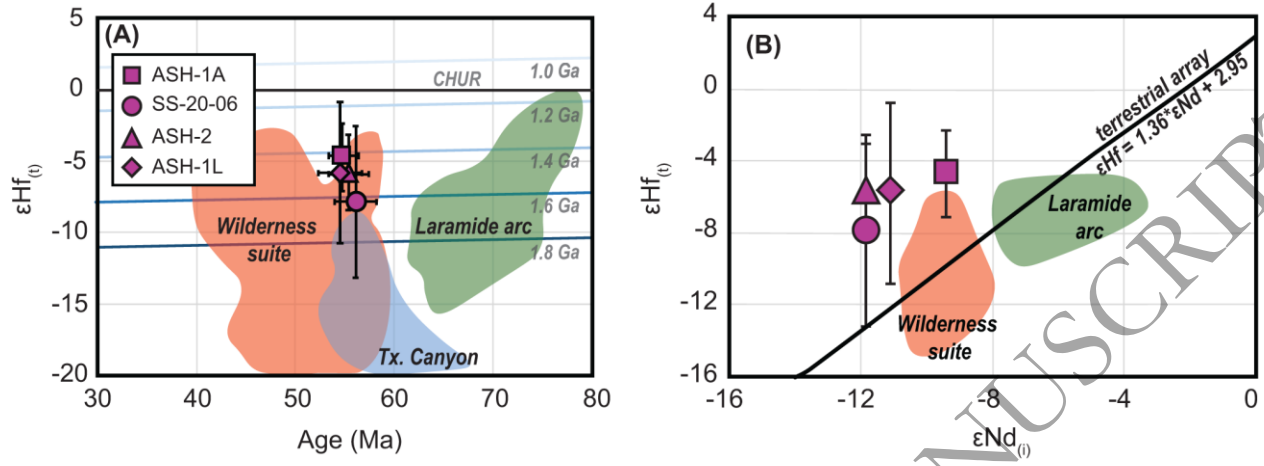 (A)
5
0
-5
-10
-15
-20
εHf(t)
ASH-1A
SS-20-06
ASH-2
ASH-1L
CHUR
1.0 Ga
1.2 Ga
1.4 Ga
1.6 Ga
1.8 Ga
Wilderness
suite
Laramide arc
Tx. Canyon
30
40
50
60
70
80
Age (Ma)
(B)
4
0
-4
-8
-12
-16
εHf(t)
terrestrial array
εHf = 1.36*εNd + 2.95
Laramide
arc
Wilderness
suite
-16
-12
-8
-4
0
εNd(i)
NUSCRIPT